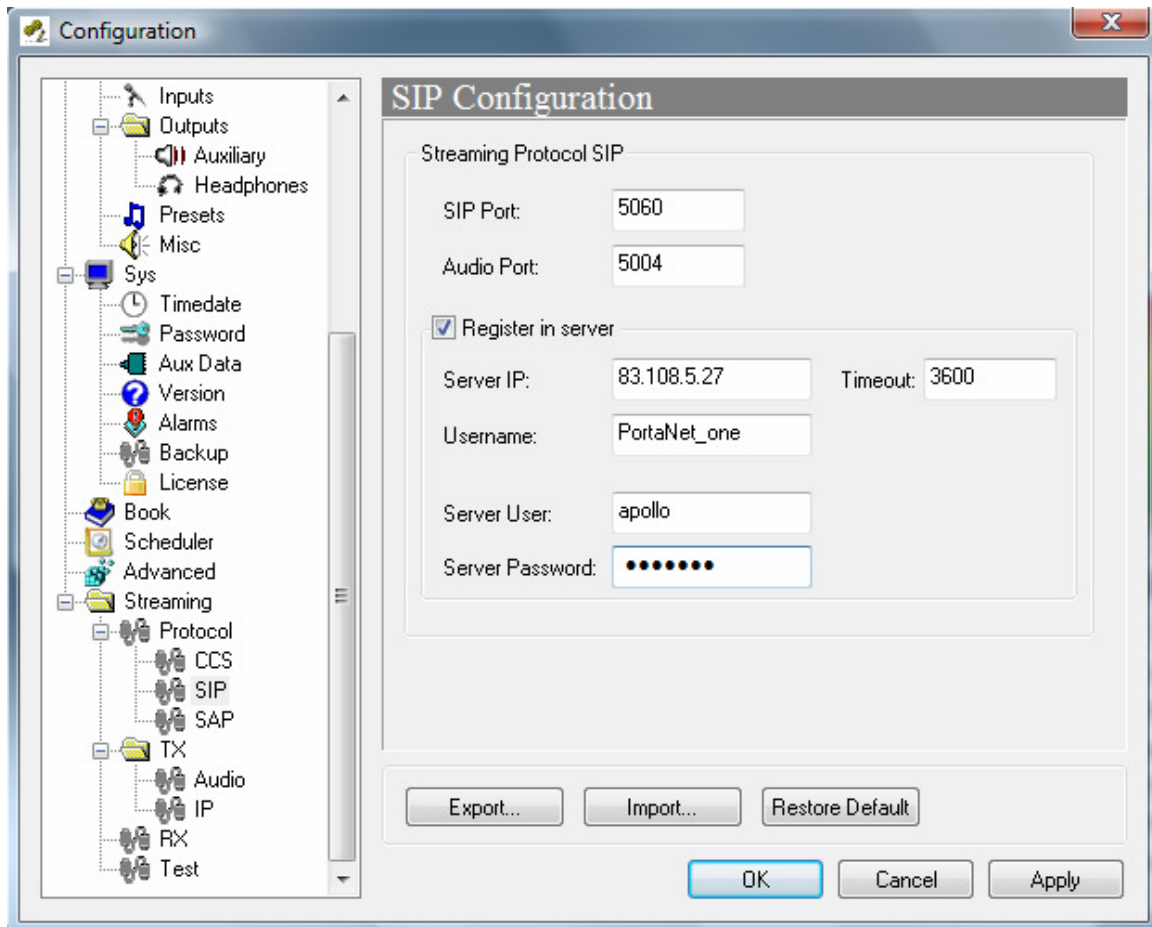 Configuration
Inputs
Outputs
Auxiliary
Headphones
Presets
Misc
Sys
Timedate
Password
Aux Data
Version
Alarms
Backup
License
Book
Scheduler
Advanced
Streaming
Protocol
CCS
SIP
SAP
TX
Audio
IP
RX
Test
SIP Configuration
Streaming Protocol SIP
SIP Port: 5060
Audio Port: 5004
Register in server
Server IP: 83.108.5.27 Timeout: 3600
Username: PortaNet_one
Server User: apollo
Server Password: •••••••
Export... Import... Restore Default
OK Cancel Apply